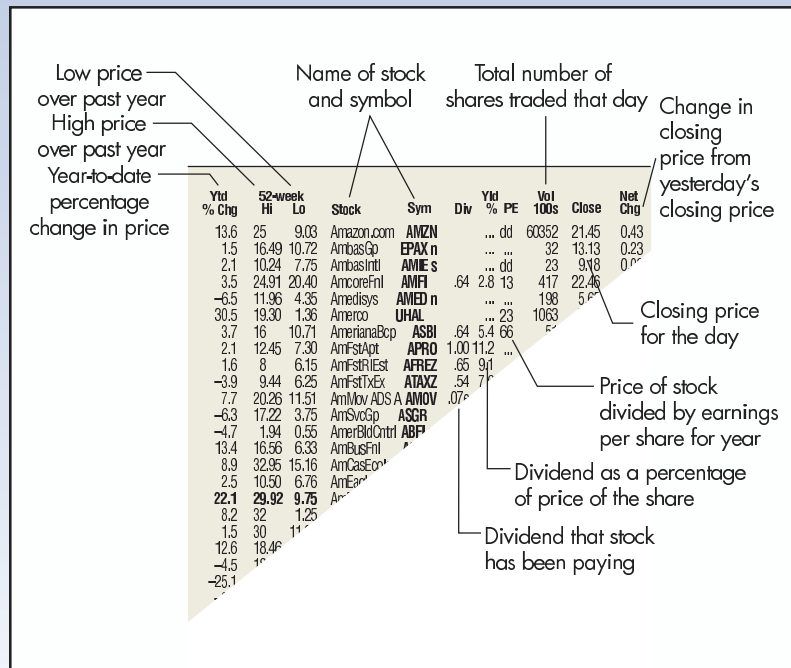 Low price
over past year
High price
over past year
Year-to-date
percentage
change in price
Name of stock
and symbol
Total number of
shares traded that day
Change in
closing
price from
yesterday's
closing price
Ytd 52-week Yld Vol Net
% Chg Hi Lo Stock Sym Div % PE 100s Close Chg
13.6 25 9.03 Amazon.com AMZN ... dd 60352 21.45 0.43
1.5 16.49 10.72 AmbasGp EPAX n ... ... 32 13.13 0.23
2.1 10.24 7.75 AmbasIntl AMIE s ... dd 23 9.18
3.5 24.91 20.40 AmcoreFnl AMFI .64 2.8 13 417 22.46
–6.5 11.96 4.35 Amedisys AMED n ... ... 198
30.5 19.30 1.36 Amerco UHAL ... 23 1063
3.7 16 10.71 AmerianaBcp ASBI .64 5.4 66
2.1 12.45 7.30 AmFstApt APRO 1.00 11.2 ...
1.6 8 6.15 AmFstRlEst AFREZ .65 9.1
–3.9 9.44 6.25 AmFstTxEx ATAXZ .54
7.7 20.26 11.51 AmMov ADS A AMOV
–6.3 17.22 3.75 AmSvcGp ASGR
–4.7 1.94 0.55 AmerBldCntrl
13.4 16.56 6.33 AmBusFnl
8.9 32.95 15.16
2.5 10.50 6.76
22.1 29.92 9.75
8.2 32 1.25
1.5 30
12.6 18.46
–4.5
–25.1
Closing price
for the day
Price of stock
divided by earnings
per share for year
Dividend as a percentage
of price of the share
Dividend that stock
has been paying